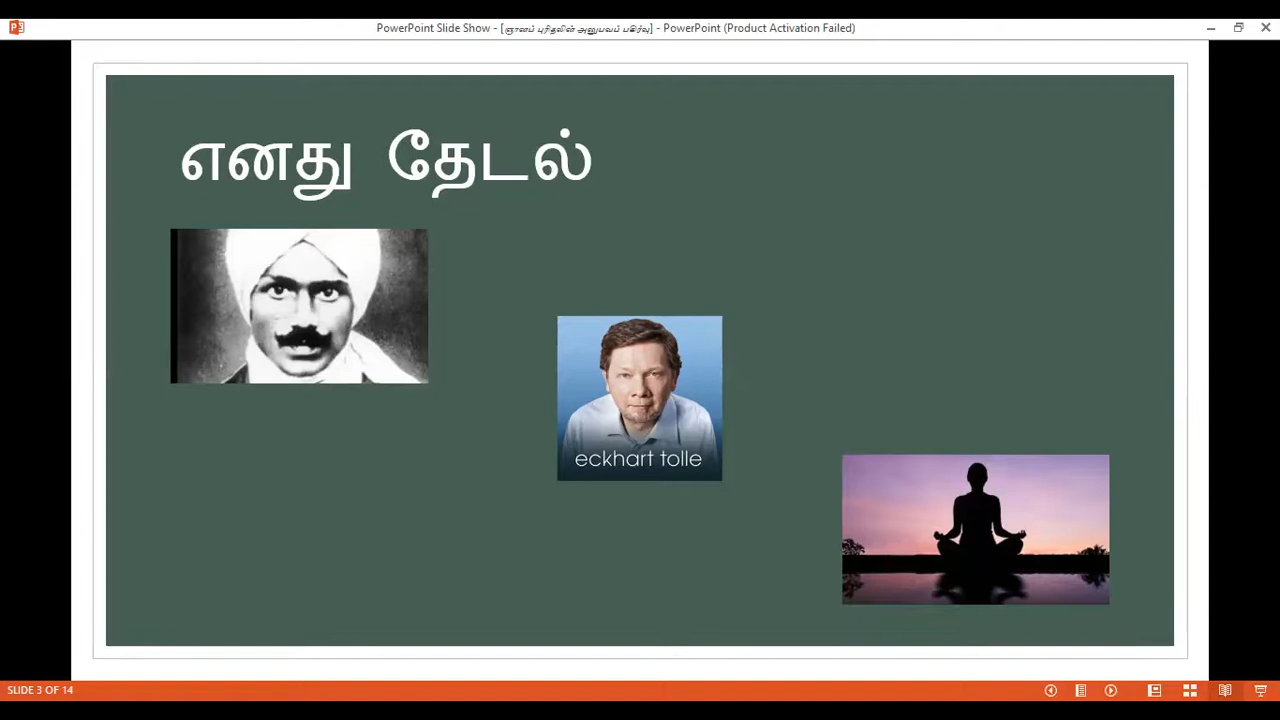 PowerPoint Slide Show - [ஞானப் புரிதலின் அனுபவப் பகிர்வு] - PowerPoint (Product Activation Failed)
எனது தேடல்
eckhart tolle
SLIDE 3 OF 14